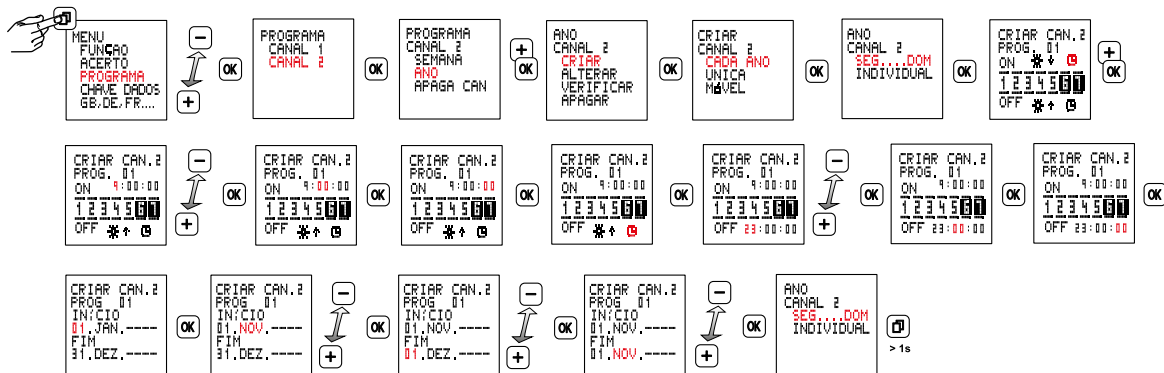 MENU
FUNÇAO
ACERTO
PROGRAMA
CHAVE DADOS
GB,DE,FR....
−
+
OK
PROGRAMA
CANAL 1
CANAL 2
OK
PROGRAMA
CANAL 2
SEMANA
ANO
APAGA CAN
+
OK
ANO
CANAL 2
CRIAR
ALTERAR
VERIFICAR
APAGAR
OK
CRIAR
CANAL 2
CADA ANO
UNICA
MóVEL
OK
ANO
CANAL 2
SEG....DOM
INDIVIDUAL
OK
CRIAR CAN.2
PROG. 01
ON
1 2 3 4 5 6 7
OFF
+
OK
CRIAR CAN.2
PROG. 01
ON 9:00:00
1 2 3 4 5 6 7
OFF
−
+
OK
CRIAR CAN.2
PROG. 01
ON 9:00:00
1 2 3 4 5 6 7
OFF
OK
CRIAR CAN.2
PROG. 01
ON 9:00:00
1 2 3 4 5 6 7
OFF
OK
CRIAR CAN.2
PROG. 01
ON 9:00:00
1 2 3 4 5 6 7
OFF
OK
CRIAR CAN.2
PROG. 01
ON 9:00:00
1 2 3 4 5 6 7
OFF 23:00:00
−
+
OK
CRIAR CAN.2
PROG. 01
ON 9:00:00
1 2 3 4 5 6 7
OFF 23:00:00
OK
CRIAR CAN.2
PROG. 01
ON 9:00:00
1 2 3 4 5 6 7
OFF 23:00:00
OK
CRIAR CAN.2
PROG 01
INíCIO
01.JAN.----
FIM
31.DEZ.----
OK
CRIAR CAN.2
PROG 01
INíCIO
01.NOV.----
FIM
31.DEZ.----
−
+
OK
CRIAR CAN.2
PROG 01
INíCIO
01.NOV.----
FIM
01.DEZ.----
−
+
OK
CRIAR CAN.2
PROG 01
INíCIO
01.NOV.----
FIM
01.NOV.----
−
+
OK
ANO
CANAL 2
SEG....DOM
INDIVIDUAL
> 1s